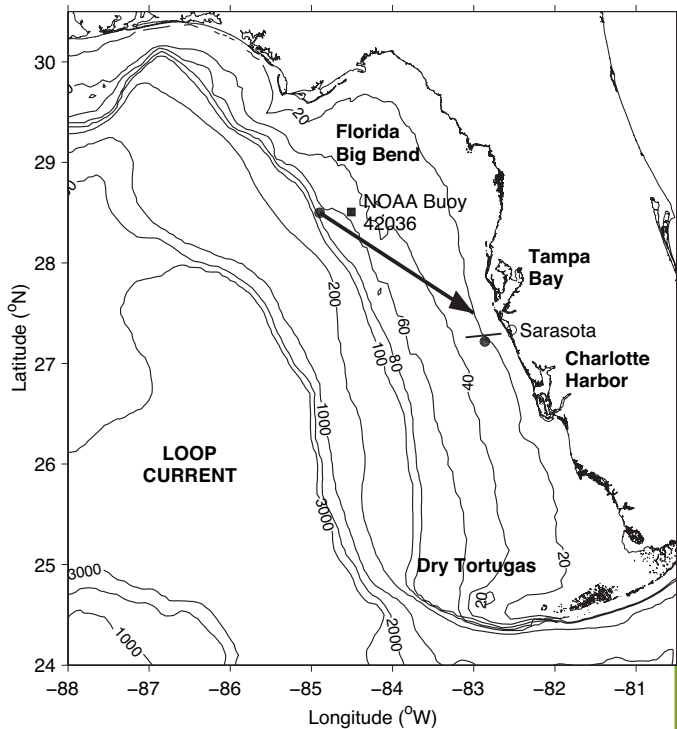 30
29
28
27
26
25
24
−88
−87
−86
−85
−84
−83
−82
−81
Latitude (°N)
Longitude (°W)
20
Florida
Big Bend
NOAA Buoy
42036
Tampa
Bay
Sarasota
Charlotte
Harbor
200
100
80
60
40
1000
3000
LOOP
CURRENT
Dry Tortugas
20
20
3000
1000
2000